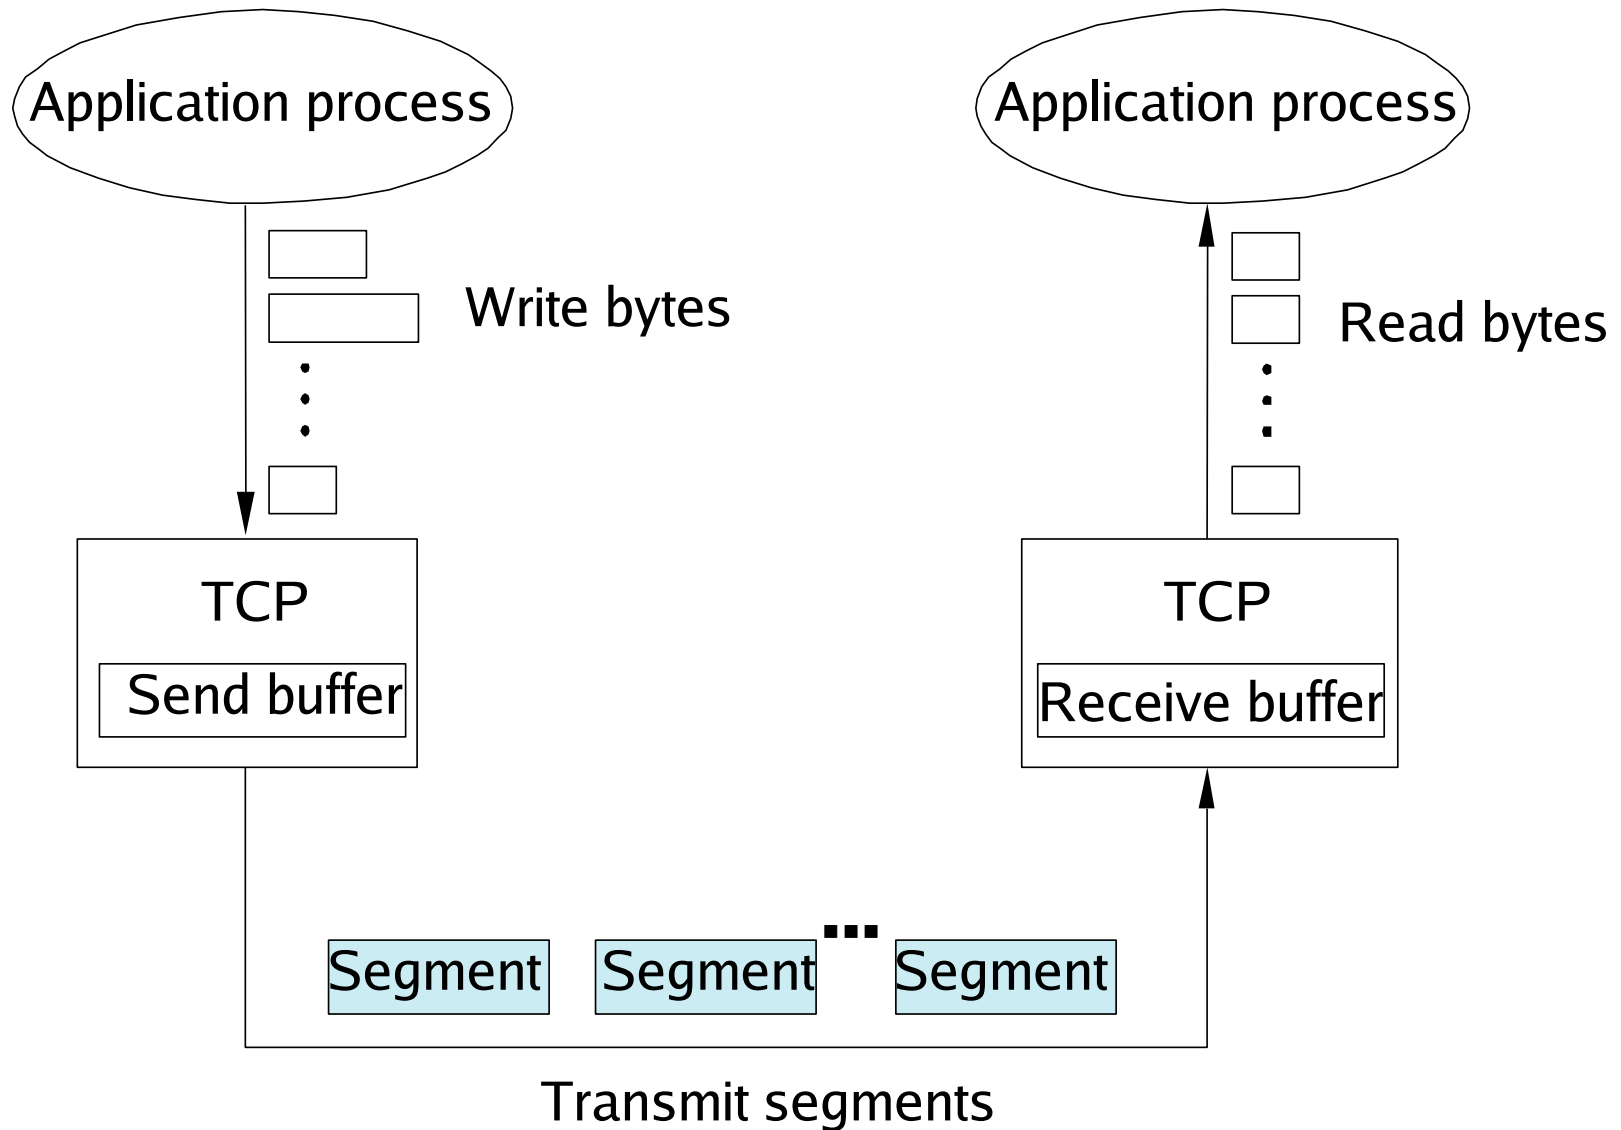 Application process
Application process
Write bytes
Read bytes
TCP
TCP
Send buffer
Receive buffer
Segment
Segment
Segment
Transmit segments